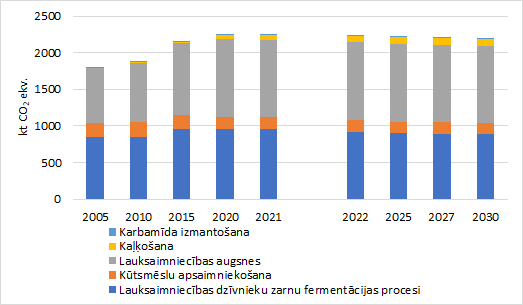 2500
2000
1500
1000
500
0
kt CO₂ ekv.
2005 2010 2015 2020 2021 2022 2025 2027 2030
Karbamīda izmantošana
Kaļķošana
Lauksaimniecības augsnes
Kūtsmēslu apsaimniekošana
Lauksaimniecības dzīvnieku zarnu fermentācijas procesi